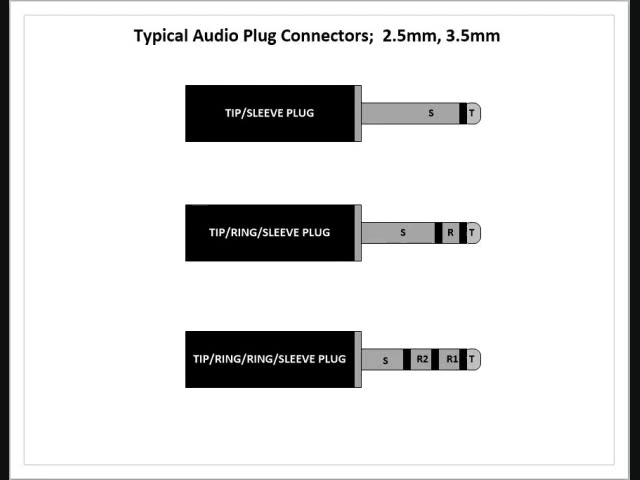 Typical Audio Plug Connectors;  2.5mm, 3.5mm
TIP/SLEEVE PLUG S T
TIP/RING/SLEEVE PLUG S R T
TIP/RING/RING/SLEEVE PLUG S R2 R1 T